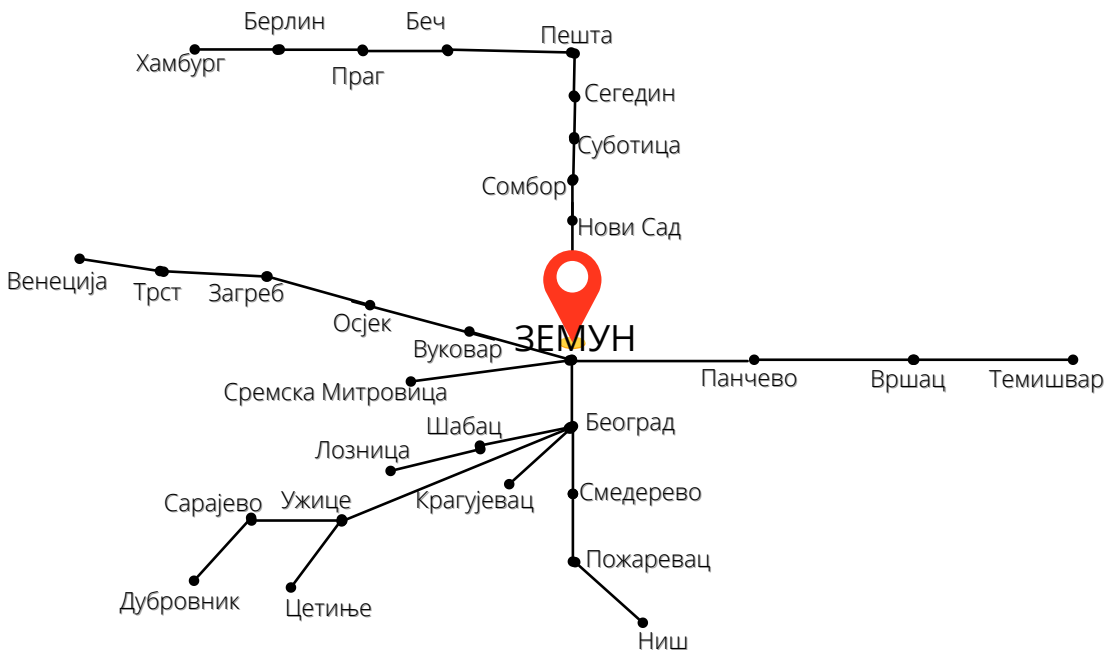 Берлин
Беч
Пешта
Хамбург
Праг
Сегедин
Суботица
Сомбор
Нови Сад
Венеција
Трст
Загреб
Осјек
ЗЕМУН
Вуковар
Панчево
Вршац
Темишвар
Сремска Митровица
Шабац
Београд
Лозница
Сарајево
Ужице
Крагујевац
Смедерево
Пожаревац
Дубровник
Цетиње
Ниш